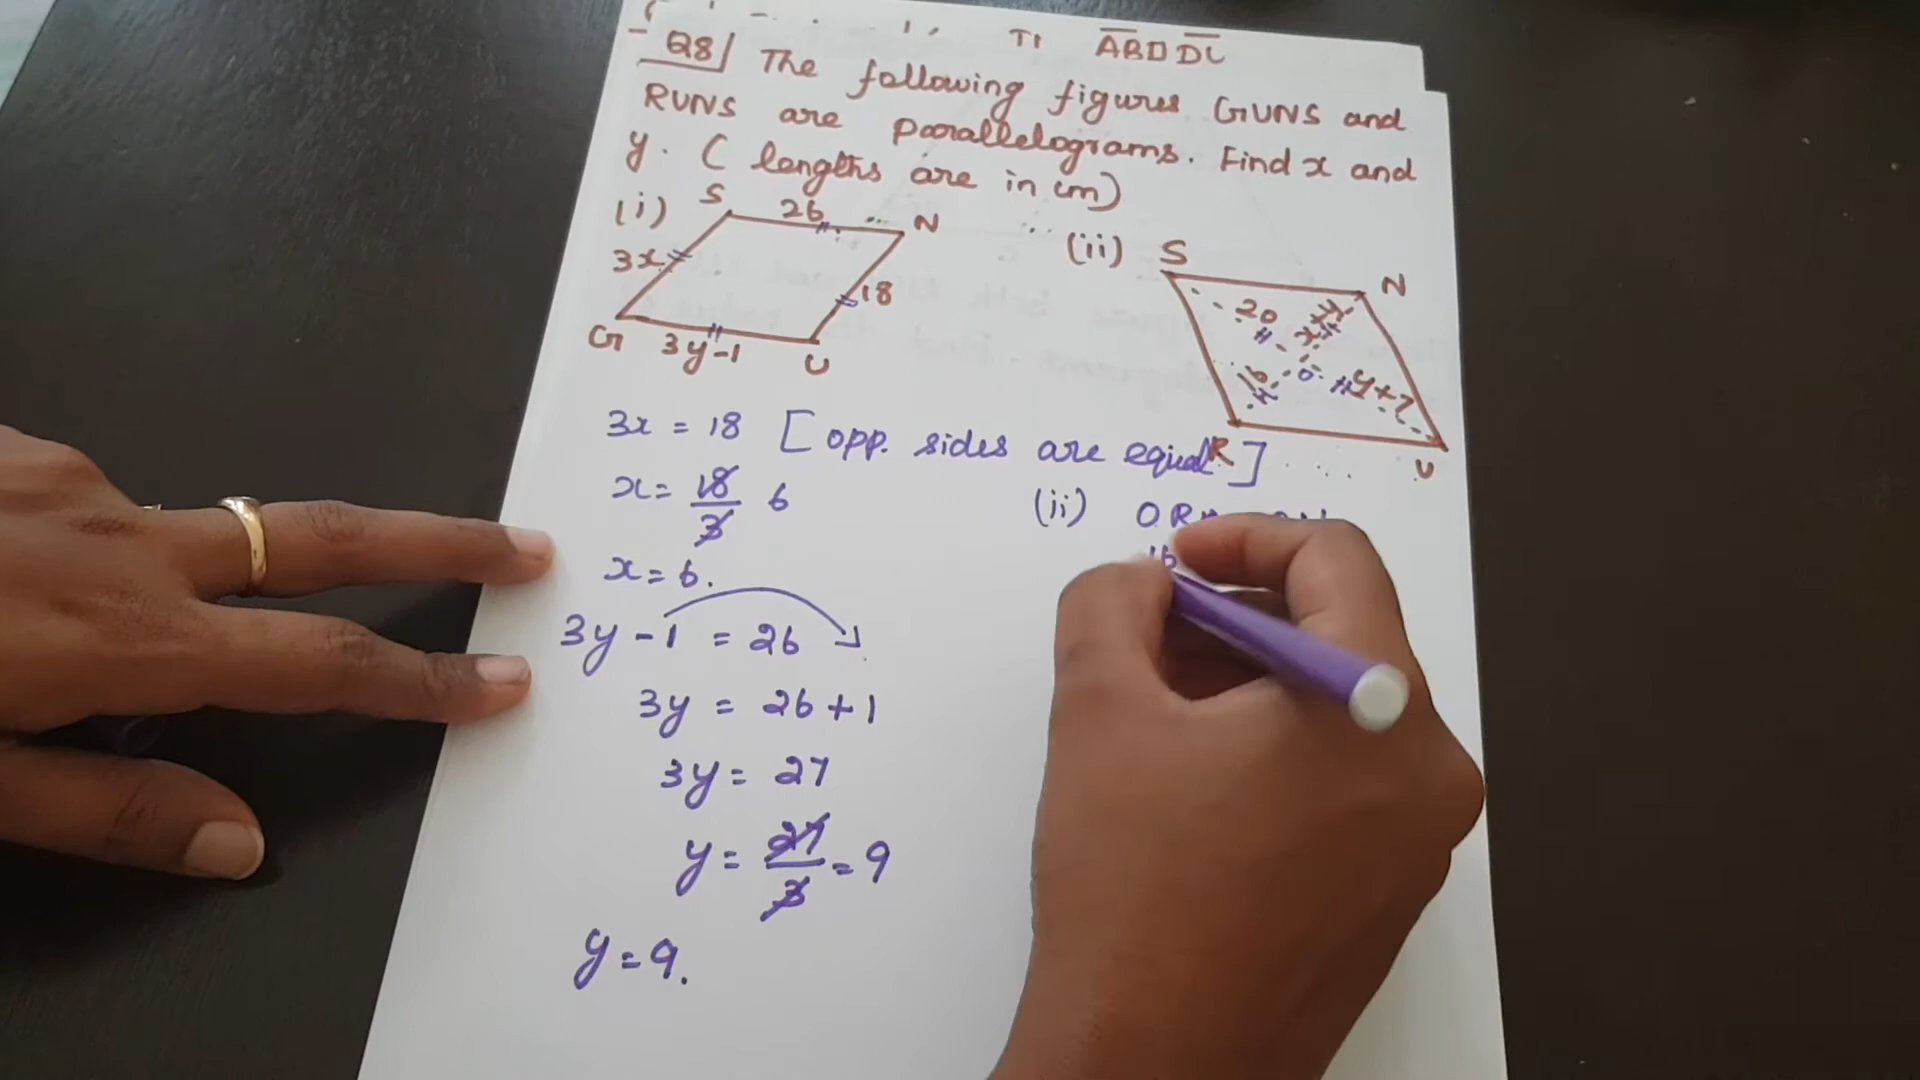 Q8 The following figures GUNS and
RUNS are parallelograms. Find x and
y. ( lengths are in cm)
(i) S 26 N
3x 18
G 3y-1 U
(ii) S N
20
O y+7
R U
3x = 18 [opp. sides are equal]
x = 18/3 6
x = 6.
3y - 1 = 26
3y = 26 + 1
3y = 27
y = 27/3 = 9
y = 9.
(ii) OR
16